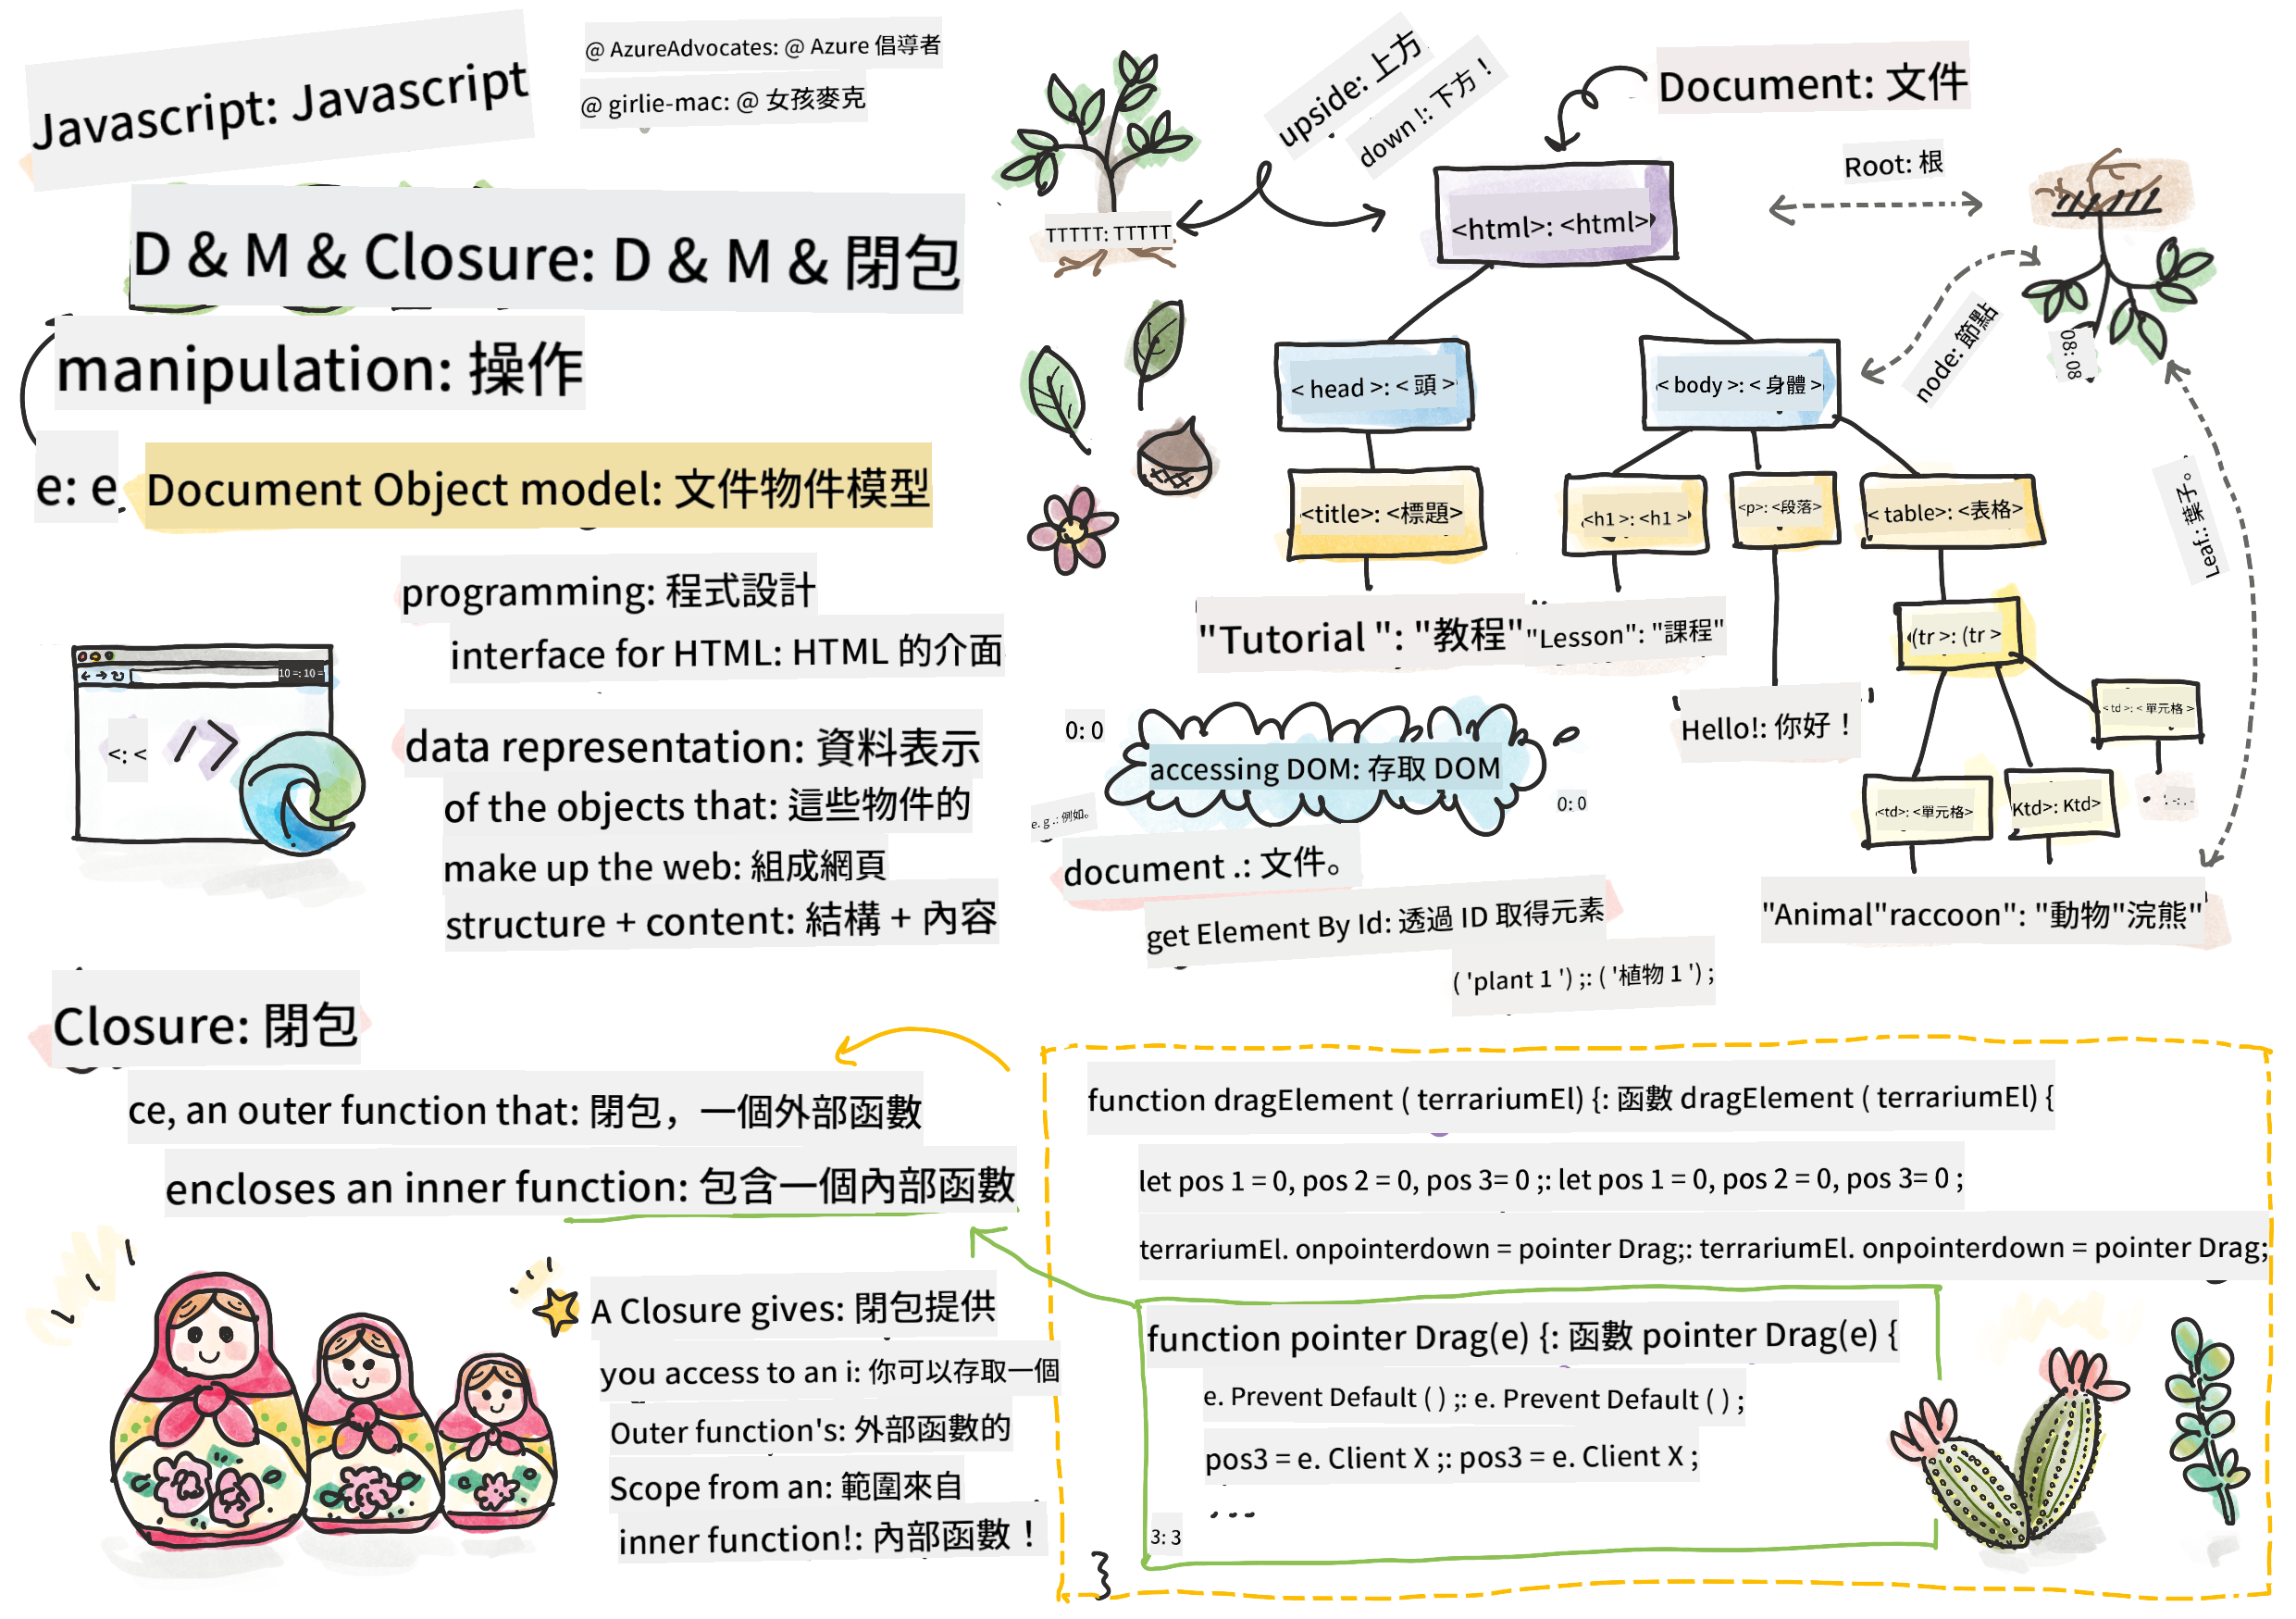 Javascript: Javascript
@ AzureAdvocates: @ Azure 倡導者
@ girlie-mac: @ 女孩麥克
D & M & Closure: D & M & 閉包
manipulation: 操作
e: e
Document Object model: 文件物件模型
programming: 程式設計
interface for HTML: HTML 的介面
10 =: 10 =
<: <
/>
data representation: 資料表示
of the objects that: 這些物件的
make up the web: 組成網頁
structure + content: 結構 + 內容
upside: 上方
down !: 下方！
Document: 文件
Root: 根
TTTTT: TTTTT
<html>: <html>
node: 節點
08: 08
< head >: < 頭 >
< body >: < 身體 >
Leaf: 葉子。
<title>: <標題>
<h1 >: <h1 >
<p>: <段落>
< table>: <表格>
"Tutorial ": "教程"
"Lesson": "課程"
(tr >: (tr >
Hello!: 你好！
< td >: < 單元格 >
<td>: <單元格>
Ktd>: Ktd>
"Animal"raccoon": "動物"浣熊"
0: 0
accessing DOM: 存取 DOM
0: 0
e. g .: 例如。
document .: 文件。
get Element By Id: 透過 ID 取得元素
( 'plant 1 ') ;: ( '植物 1 ') ;
Closure: 閉包
ce, an outer function that: 閉包，一個外部函數
encloses an inner function: 包含一個內部函數
A Closure gives: 閉包提供
you access to an i: 你可以存取一個
Outer function's: 外部函數的
Scope from an: 範圍來自
inner function!: 內部函數！
function dragElement ( terrariumEl) {: 函數 dragElement ( terrariumEl) {
let pos 1 = 0, pos 2 = 0, pos 3= 0 ;: let pos 1 = 0, pos 2 = 0, pos 3= 0 ;
terrariumEl. onpointerdown = pointer Drag;: terrariumEl. onpointerdown = pointer Drag;
function pointer Drag(e) {: 函數 pointer Drag(e) {
e. Prevent Default ( ) ;: e. Prevent Default ( ) ;
pos3 = e. Client X ;: pos3 = e. Client X ;
...
3: 3
}